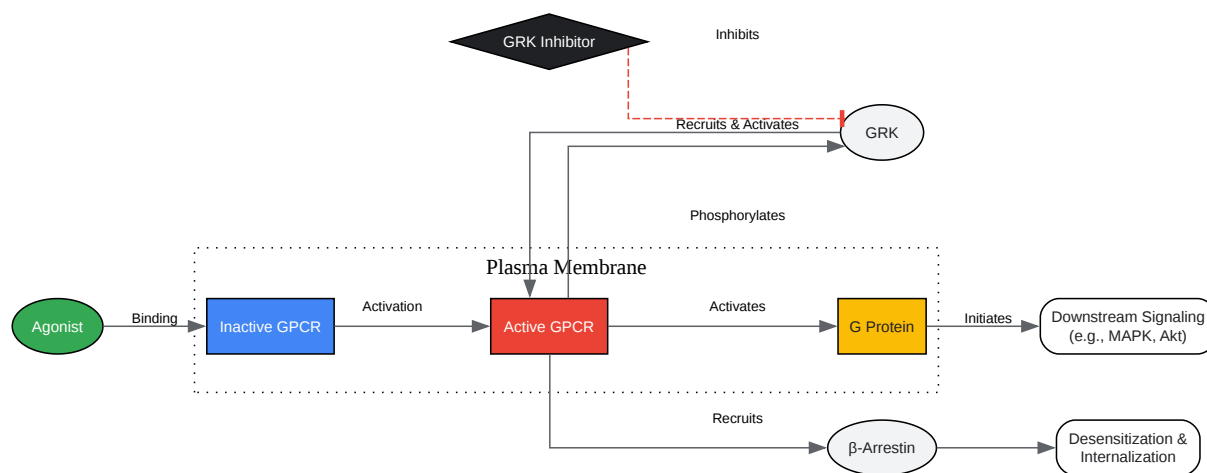 GRK Inhibitor
Inhibits
Recruits & Activates
GRK
Phosphorylates
Plasma Membrane
Agonist
Binding
Inactive GPCR
Activation
Active GPCR
Activates
G Protein
Initiates
Downstream Signaling
(e.g., MAPK, Akt)
Recruits
β-Arrestin
Desensitization &
Internalization